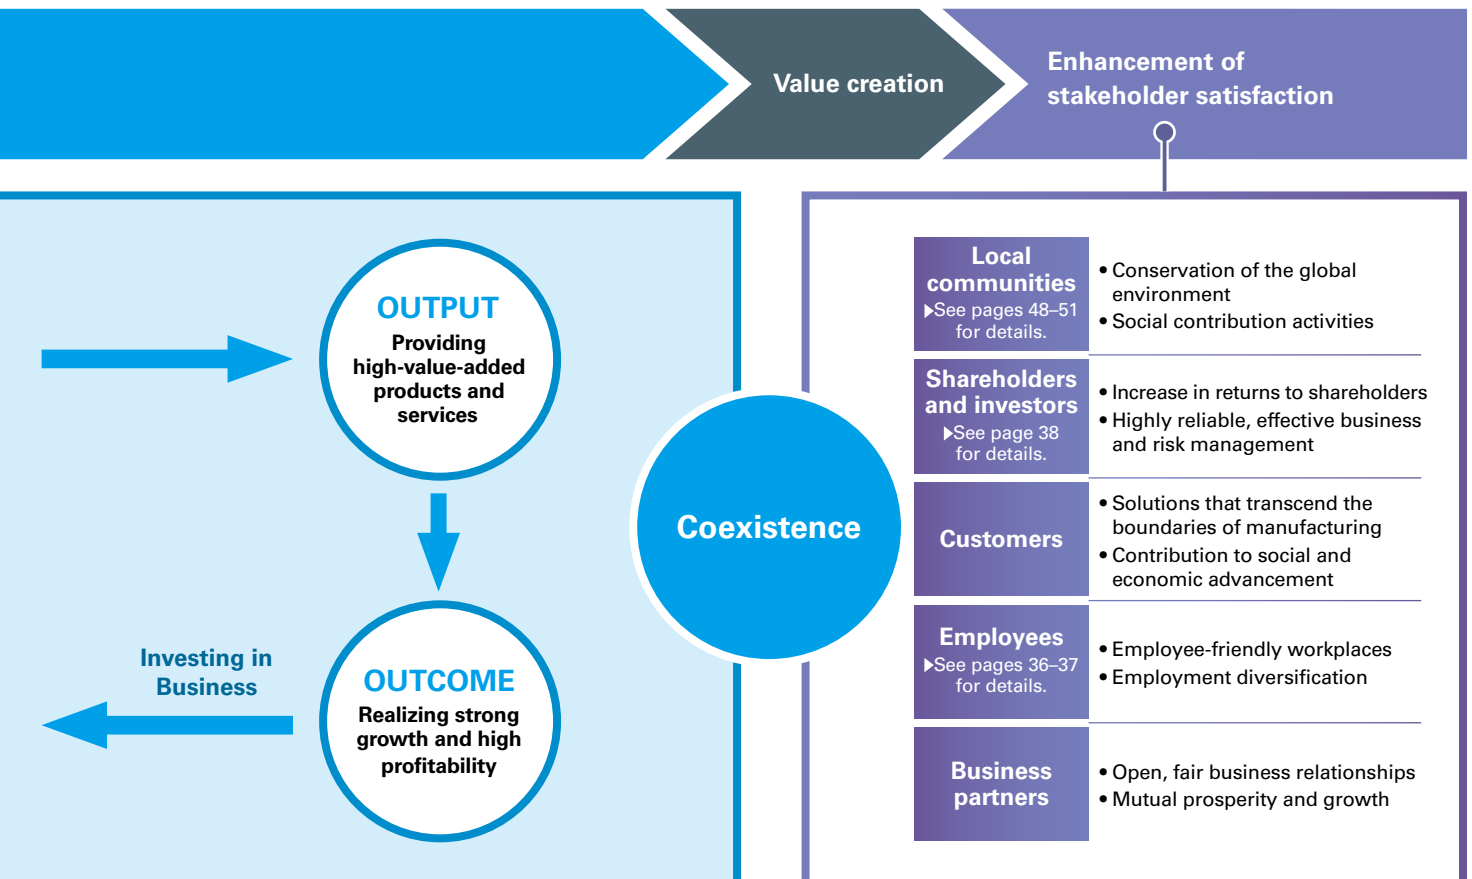 Value creation
Enhancement of
stakeholder satisfaction
OUTPUT
Providing
high-value-added
products and
services
Investing in
Business
OUTCOME
Realizing strong
growth and high
profitability
Coexistence
Local
communities
▶See pages 48–51
for details.
• Conservation of the global
environment
• Social contribution activities
Shareholders
and investors
▶See page 38
for details.
• Increase in returns to shareholders
• Highly reliable, effective business
and risk management
Customers
• Solutions that transcend the
boundaries of manufacturing
• Contribution to social and
economic advancement
Employees
▶See pages 36–37
for details.
• Employee-friendly workplaces
• Employment diversification
Business
partners
• Open, fair business relationships
• Mutual prosperity and growth